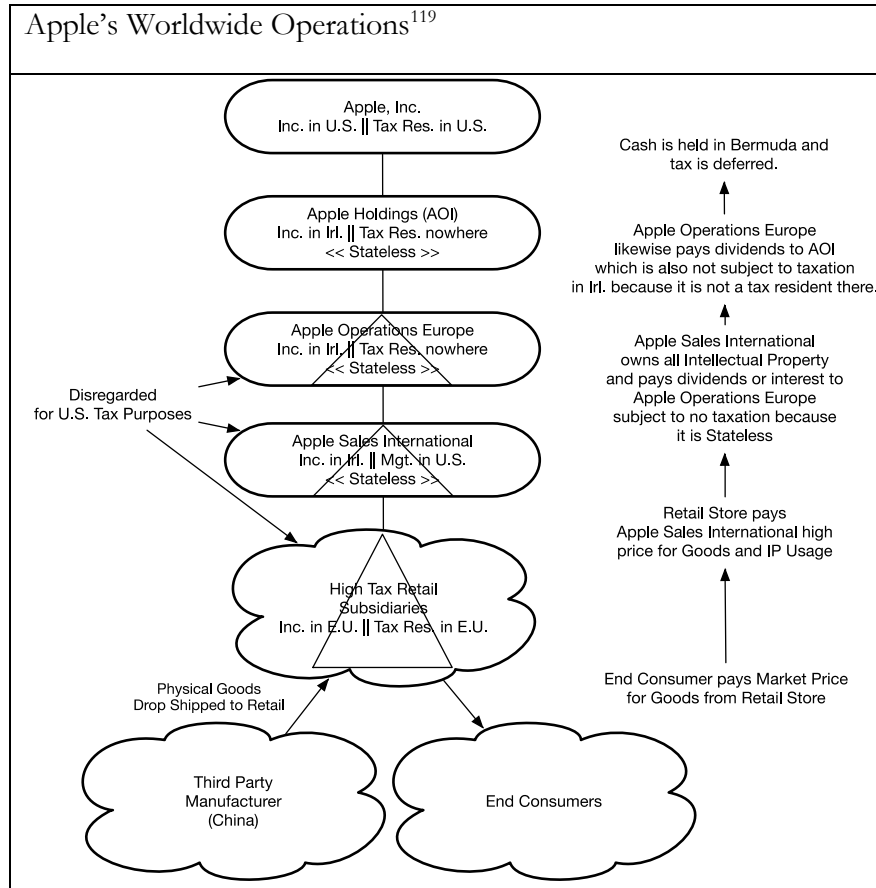 Apple’s Worldwide Operations119
Apple, Inc.
Inc. in U.S. || Tax Res. in U.S.
Apple Holdings (AOI)
Inc. in Irl. || Tax Res. nowhere
<< Stateless >>
Apple Operations Europe
Inc. in Irl. || Tax Res. nowhere
<< Stateless >>
Disregarded
for U.S. Tax Purposes
Apple Sales International
Inc. in Irl. || Mgt. in U.S.
<< Stateless >>
High Tax Retail
Subsidiaries
Inc. in E.U. || Tax Res. in E.U.
Physical Goods
Drop Shipped to Retail
Third Party
Manufacturer
(China)
End Consumers
Cash is held in Bermuda and
tax is deferred.
Apple Operations Europe
likewise pays dividends to AOI
which is also not subject to taxation
in Irl. because it is not a tax resident there.
Apple Sales International
owns all Intellectual Property
and pays dividends or interest to
Apple Operations Europe
subject to no taxation because
it is Stateless
Retail Store pays
Apple Sales International high
price for Goods and IP Usage
End Consumer pays Market Price
for Goods from Retail Store